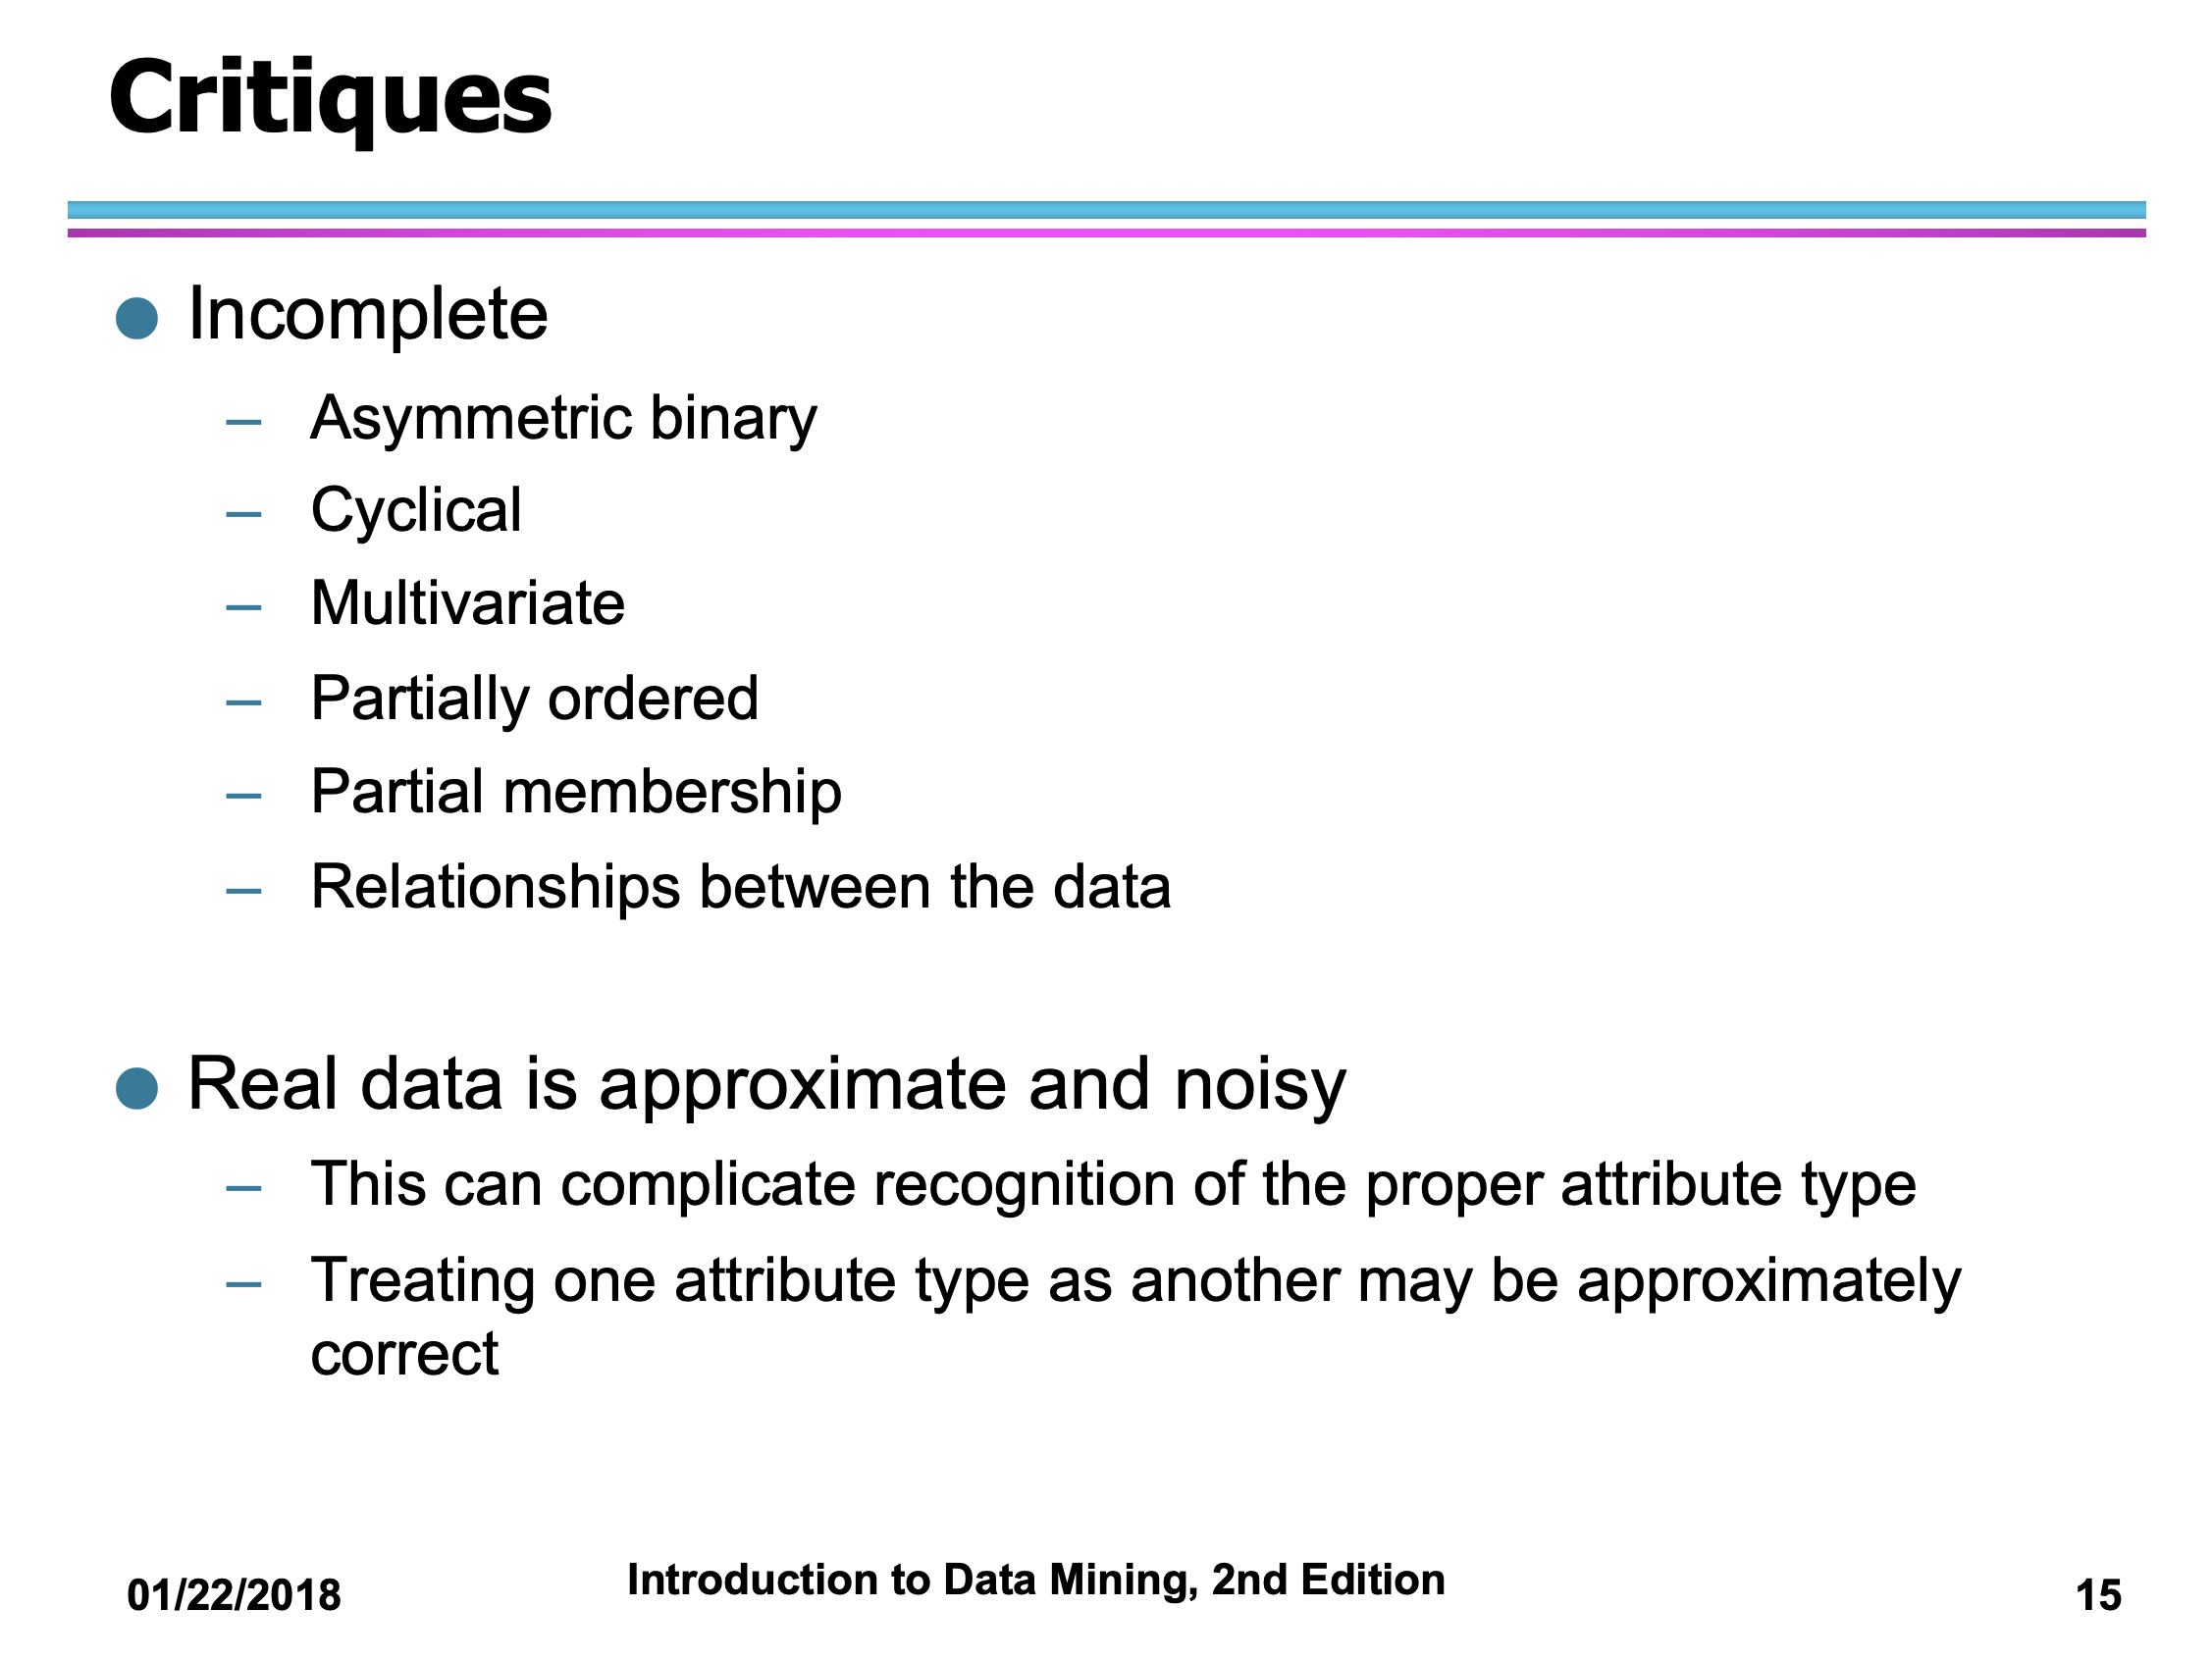 Critiques
● Incomplete
– Asymmetric binary
– Cyclical
– Multivariate
– Partially ordered
– Partial membership
– Relationships between the data
● Real data is approximate and noisy
– This can complicate recognition of the proper attribute type
– Treating one attribute type as another may be approximately
correct
01/22/2018
Introduction to Data Mining, 2nd Edition
15